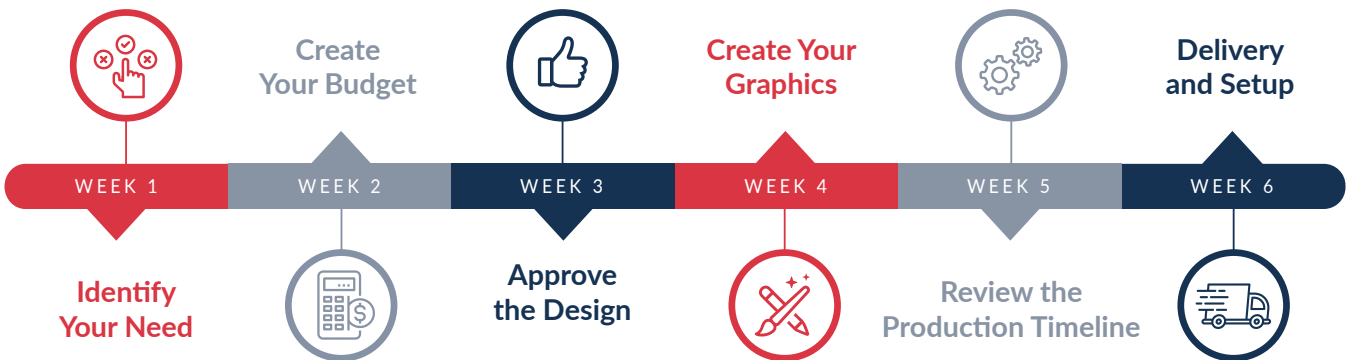 WEEK 1
Identify
Your Need
WEEK 2
Create
Your Budget
WEEK 3
Approve
the Design
WEEK 4
Create Your
Graphics
WEEK 5
Review the
Production Timeline
WEEK 6
Delivery
and Setup
$